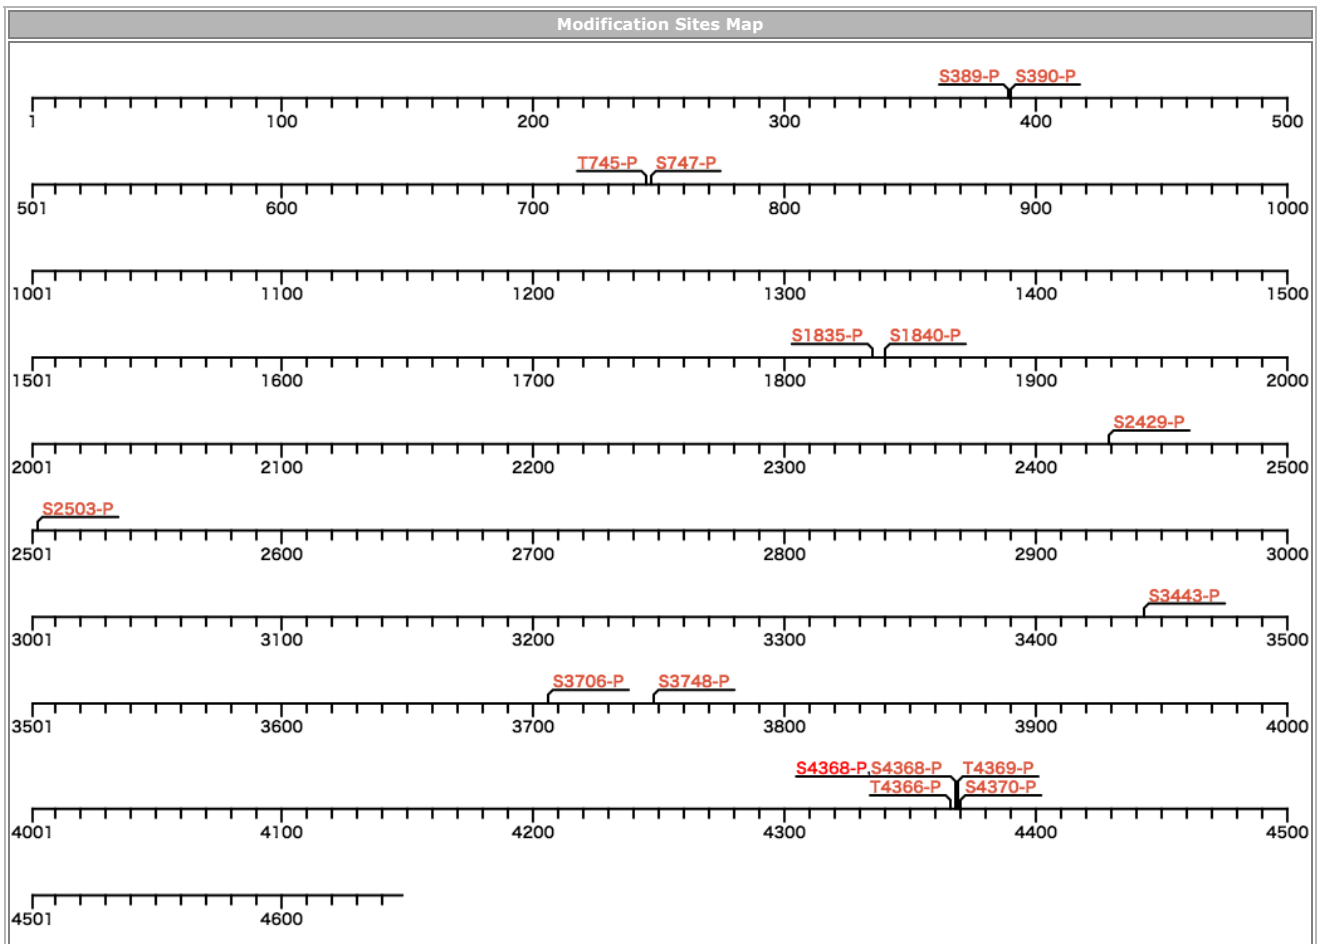 Modification Sites Map
S389-P S390-P
1 100 200 300 400 500
T745-P S747-P
501 600 700 800 900 1000
1001 1100 1200 1300 1400 1500
S1835-P S1840-P
1501 1600 1700 1800 1900 2000
S2429-P
2001 2100 2200 2300 2400 2500
S2503-P
2501 2600 2700 2800 2900 3000
S3443-P
3001 3100 3200 3300 3400 3500
S3706-P S3748-P
3501 3600 3700 3800 3900 4000
S4368-P, S4368-P T4369-P
T4366-P S4370-P
4001 4100 4200 4300 4400 4500
4501 4600